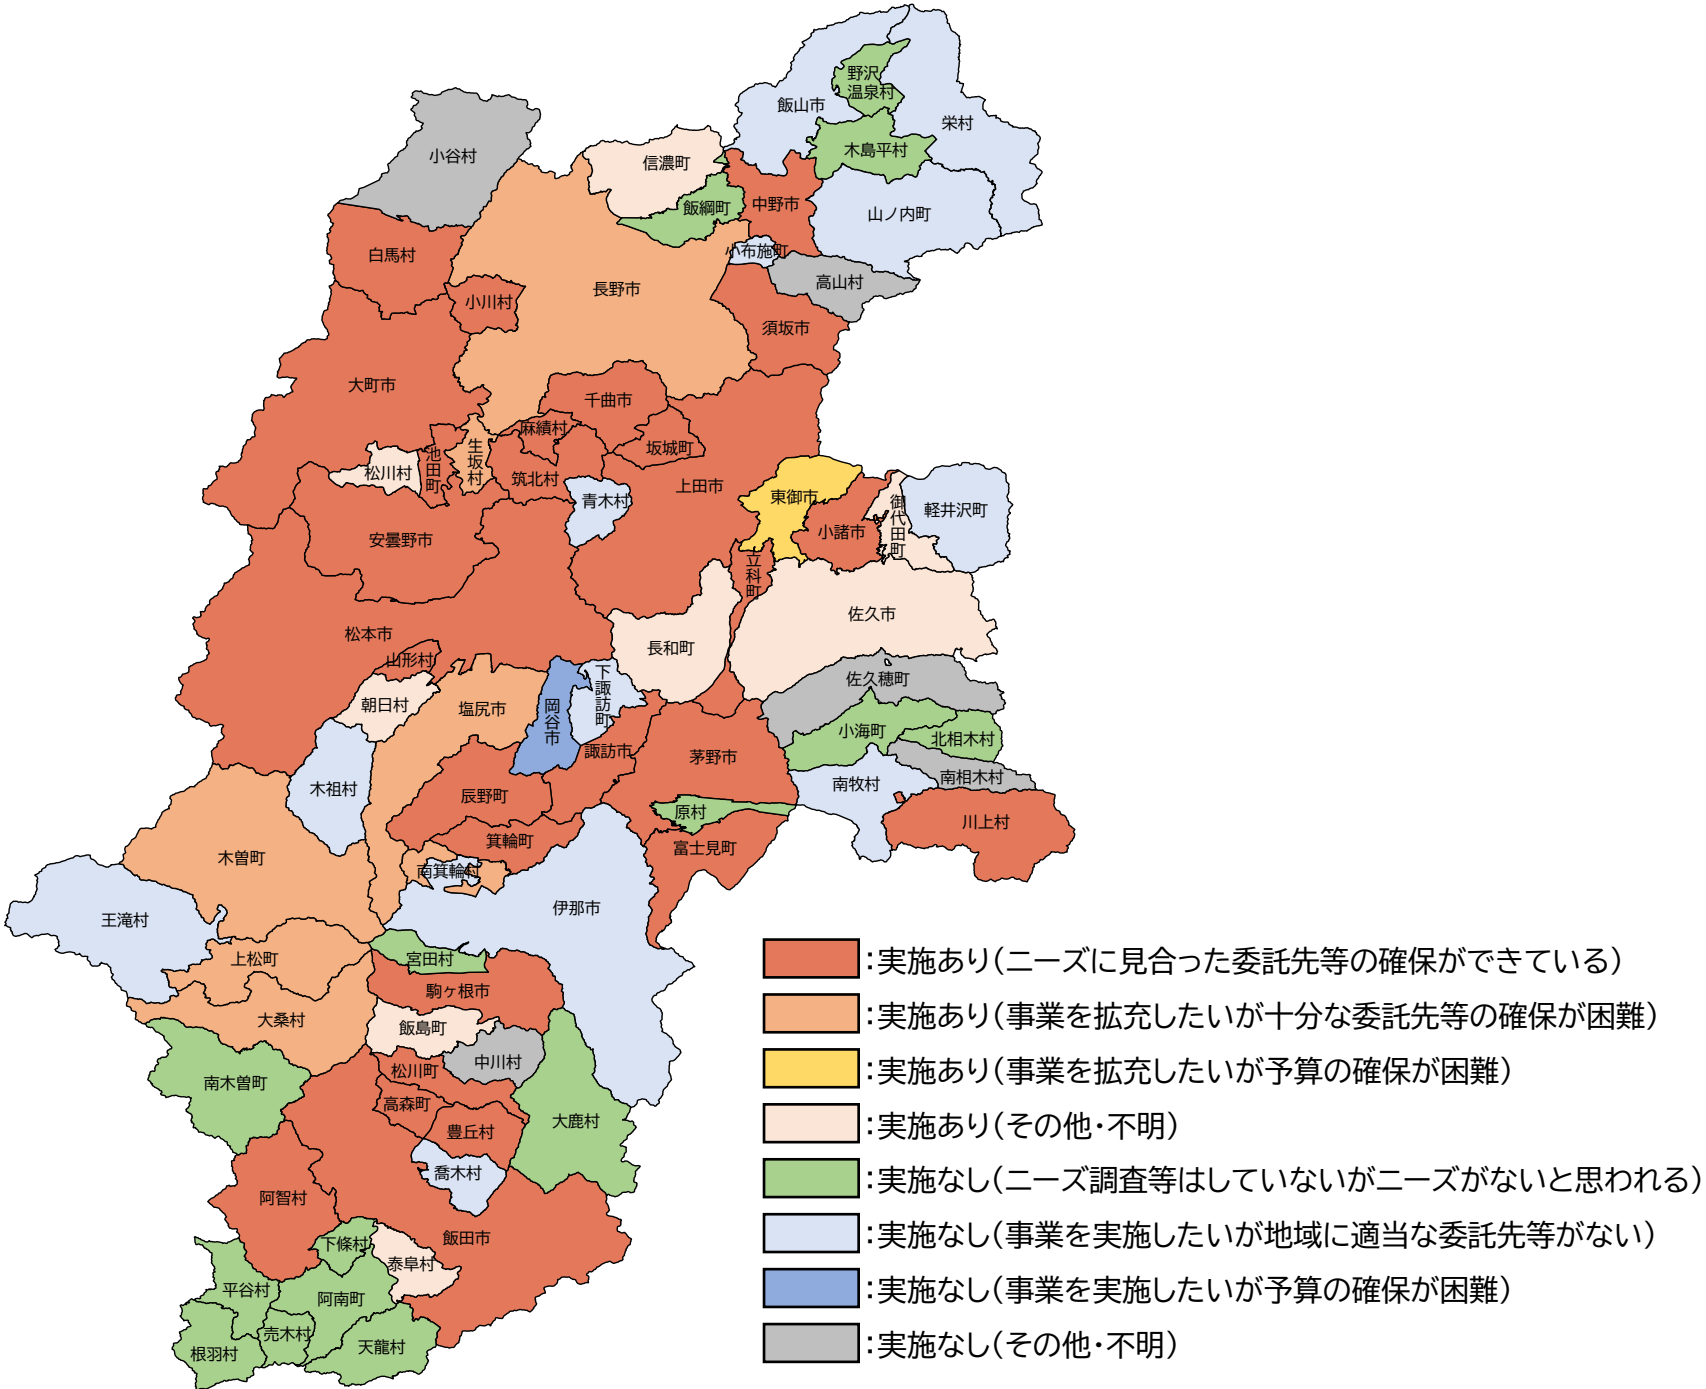 野沢
温泉村
飯山市
栄村
木島平村
小谷村
信濃町
飯綱町
中野市
山ノ内町
小布施町
白馬村
高山村
長野市
小川村
須坂市
大町市
千曲市
麻績村
坂城町
生坂村
池田町
松川村
筑北村
上田市
青木村
東御市
御代田町
軽井沢町
小諸市
安曇野市
立科町
佐久市
松本市
長和町
山形村
佐久穂町
下諏訪町
朝日村
塩尻市
岡谷市
小海町
北相木村
諏訪市
茅野市
南相木村
南牧村
木祖村
辰野町
原村
川上村
箕輪町
富士見町
木曽町
南箕輪村
伊那市
王滝村
上松町
宮田村
駒ヶ根市
大桑村
飯島町
中川村
松川町
南木曽町
高森町
大鹿村
豊丘村
喬木村
阿智村
飯田市
下條村
泰阜村
平谷村
阿南町
売木村
天龍村
根羽村
：実施あり（ニーズに見合った委託先等の確保ができている）
：実施あり（事業を拡充したいが十分な委託先等の確保が困難）
：実施あり（事業を拡充したいが予算の確保が困難）
：実施あり（その他・不明）
：実施なし（ニーズ調査等はしていないがニーズがないと思われる）
：実施なし（事業を実施したいが地域に適当な委託先等がない）
：実施なし（事業を実施したいが予算の確保が困難）
：実施なし（その他・不明）